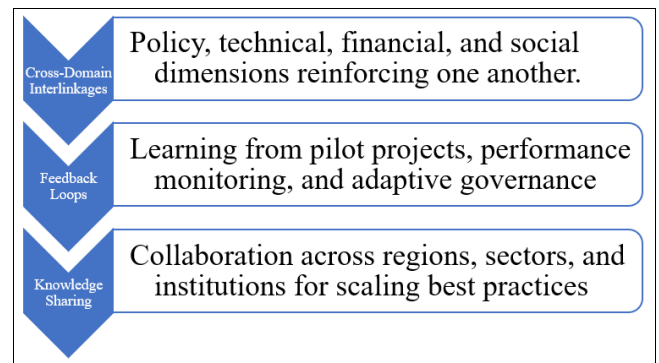 Cross-Domain
Interlinkages
Policy, technical, financial, and social
dimensions reinforcing one another.
Feedback
Loops
Learning from pilot projects, performance
monitoring, and adaptive governance
Knowledge
Sharing
Collaboration across regions, sectors, and
institutions for scaling best practices